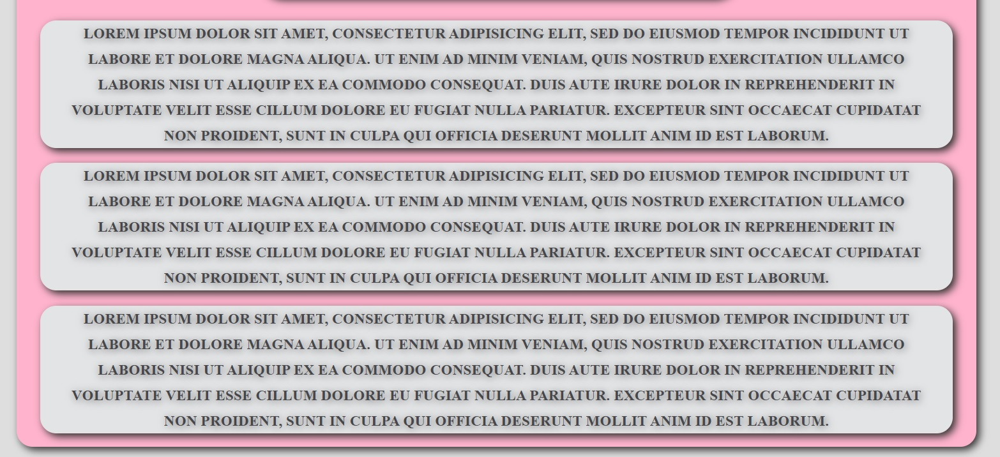 LOREM IPSUM DOLOR SIT AMET, CONSECTETUR ADIPISICING ELIT, SED DO EIUSMOD TEMPOR INCIDIDUNT UT
LABORE ET DOLORE MAGNA ALIQUA. UT ENIM AD MINIM VENIAM, QUIS NOSTRUD EXERCITATION ULLAMCO
LABORIS NISI UT ALIQUIP EX EA COMMODO CONSEQUAT. DUIS AUTE IRURE DOLOR IN REPREHENDERIT IN
VOLUPTATE VELIT ESSE CILLUM DOLORE EU FUGIAT NULLA PARIATUR. EXCEPTEUR SINT OCCAECAT CUPIDATAT
NON PROIDENT, SUNT IN CULPA QUI OFFICIA DESERUNT MOLLIT ANIM ID EST LABORUM.
LOREM IPSUM DOLOR SIT AMET, CONSECTETUR ADIPISICING ELIT, SED DO EIUSMOD TEMPOR INCIDIDUNT UT
LABORE ET DOLORE MAGNA ALIQUA. UT ENIM AD MINIM VENIAM, QUIS NOSTRUD EXERCITATION ULLAMCO
LABORIS NISI UT ALIQUIP EX EA COMMODO CONSEQUAT. DUIS AUTE IRURE DOLOR IN REPREHENDERIT IN
VOLUPTATE VELIT ESSE CILLUM DOLORE EU FUGIAT NULLA PARIATUR. EXCEPTEUR SINT OCCAECAT CUPIDATAT
NON PROIDENT, SUNT IN CULPA QUI OFFICIA DESERUNT MOLLIT ANIM ID EST LABORUM.
LOREM IPSUM DOLOR SIT AMET, CONSECTETUR ADIPISICING ELIT, SED DO EIUSMOD TEMPOR INCIDIDUNT UT
LABORE ET DOLORE MAGNA ALIQUA. UT ENIM AD MINIM VENIAM, QUIS NOSTRUD EXERCITATION ULLAMCO
LABORIS NISI UT ALIQUIP EX EA COMMODO CONSEQUAT. DUIS AUTE IRURE DOLOR IN REPREHENDERIT IN
VOLUPTATE VELIT ESSE CILLUM DOLORE EU FUGIAT NULLA PARIATUR. EXCEPTEUR SINT OCCAECAT CUPIDATAT
NON PROIDENT, SUNT IN CULPA QUI OFFICIA DESERUNT MOLLIT ANIM ID EST LABORUM.